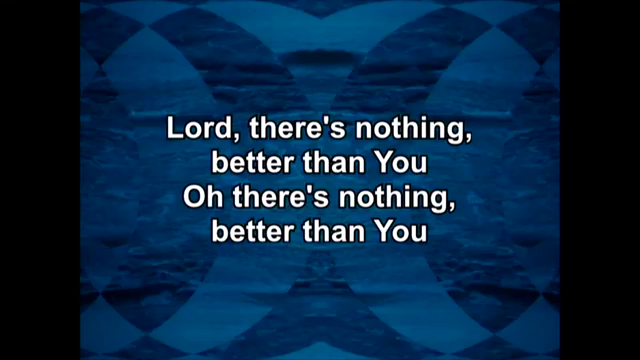 Lord, there's nothing,
better than You
Oh there's nothing,
better than You